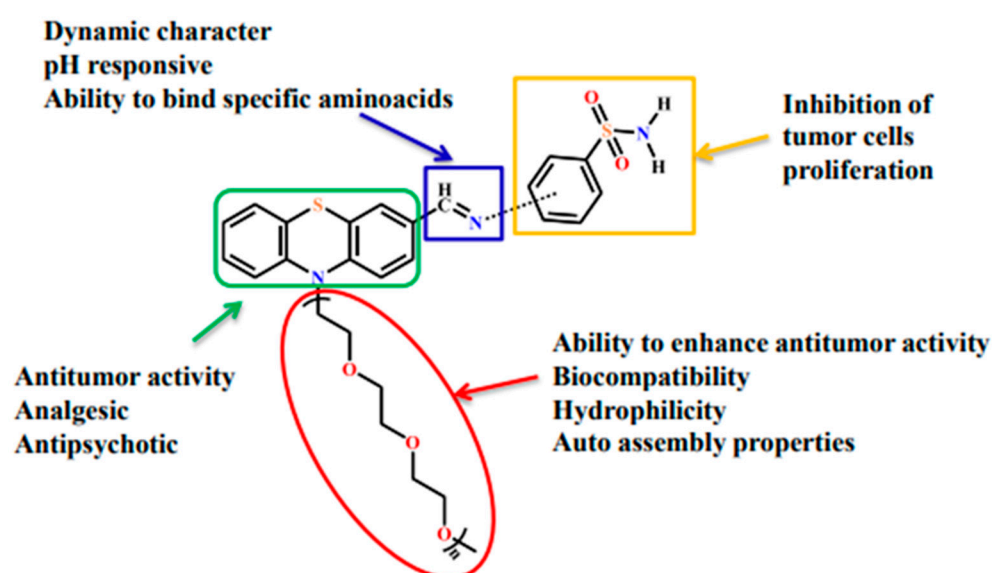 Dynamic character
pH responsive
Ability to bind specific aminoacids
Inhibition of
tumor cells
proliferation
O
H
S
N
O
H
H
C
N
S
N
Antitumor activity
Analgesic
Antipsychotic
Ability to enhance antitumor activity
Biocompatibility
Hydrophilicity
Auto assembly properties
O
O
O
n